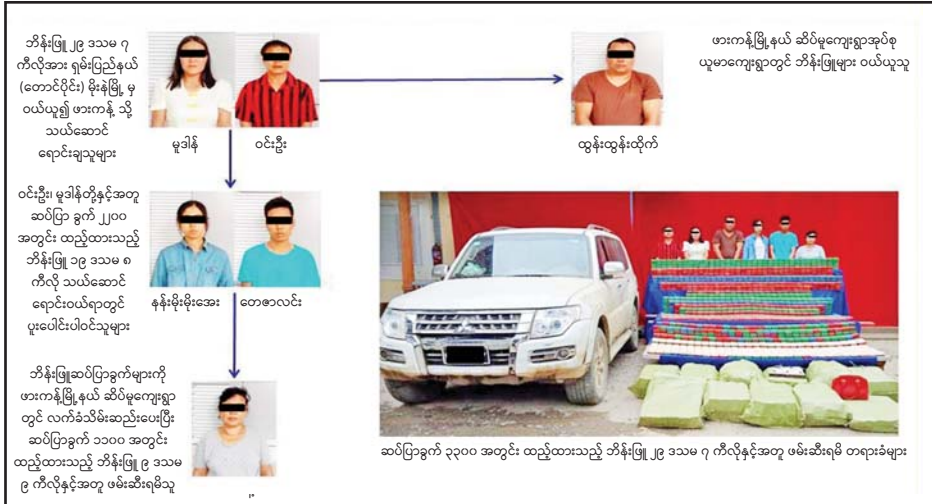 ဘိန်းဖြူ ၂၉ ဒသမ ၇
ကီလိုအား ရှမ်းပြည်နယ်
(တောင်ပိုင်း) မိုးနဲမြို့ မှ
ဝယ်ယူ၍ ဖားကန့် သို့
သယ်ဆောင်
ရောင်းချသူများ
မူဒါန်
ဝင်းဦး
ဖားကန့်မြို့နယ် ဆိပ်မူကျေးရွာအုပ်စု
ယူမာကျေးရွာတွင် ဘိန်းဖြူများ ဝယ်ယူသူ
ထွန်းထွန်းထိုက်
ဝင်းဦး၊ မူဒါန်တို့နှင့်အတူ
ဆပ်ပြာ ခွက် ၂၂၀၀
အတွင်း ထည့်ထားသည့်
ဘိန်းဖြူ ၁၉ ဒသမ ၈
ကီလို သယ်ဆောင်
ရောင်းဝယ်ရာတွင်
ပူးပေါင်းပါဝင်သူများ
နန်းမိုးမိုးအေး
တေဇာလင်း
ဘိန်းဖြူဆပ်ပြာခွက်များကို
ဖားကန့်မြို့နယ် ဆိပ်မူကျေးရွာ
တွင် လက်ခံသိမ်းဆည်းပေးပြီး
ဆပ်ပြာခွက် ၁၁၀၀ အတွင်း
ထည့်ထားသည့် ဘိန်းဖြူ ၉ ဒသမ
၉ ကီလိုနှင့်အတူ ဖမ်းဆီးရမိသူ
ဆပ်ပြာခွက် ၃၃၀၀ အတွင်း ထည့်ထားသည့် ဘိန်းဖြူ ၂၉ ဒသမ ၇ ကီလိုနှင့်အတူ ဖမ်းဆီးရမိ တရားခံများ